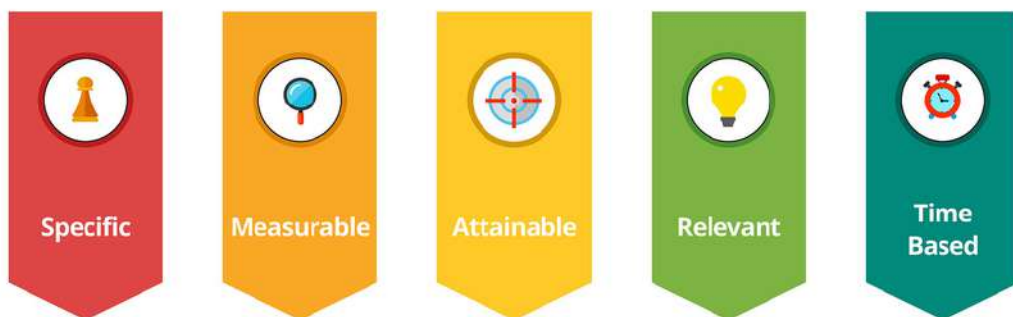 Specific
Measurable
Attainable
Relevant
Time
Based